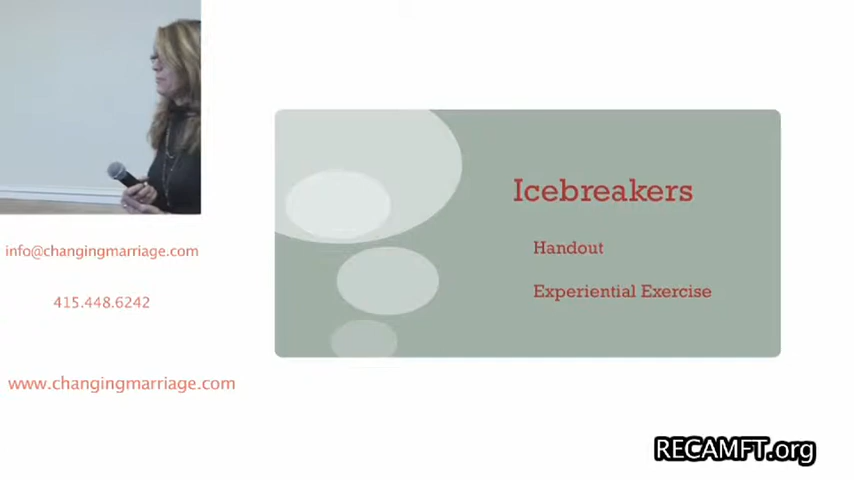 info@changingmarriage.com
415.448.6242
www.changingmarriage.com
Icebreakers
Handout
Experiential Exercise
RECAMFT.org